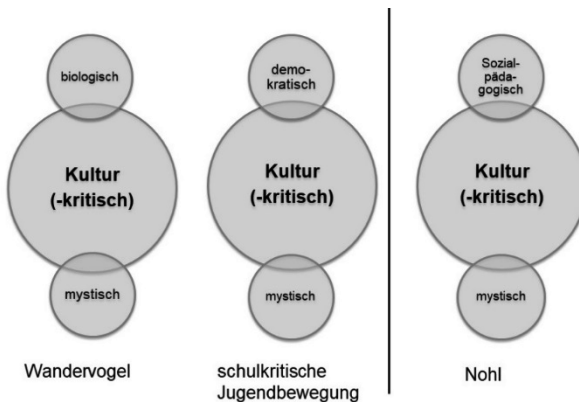 biologisch
Kultur
(-kritisch)
mystisch
Wandervogel
demo-
kratisch
Kultur
(-kritisch)
mystisch
schulkritische
Jugendbewegung
Sozial-
päda-
gogisch
Kultur
(-kritisch)
mystisch
Nohl